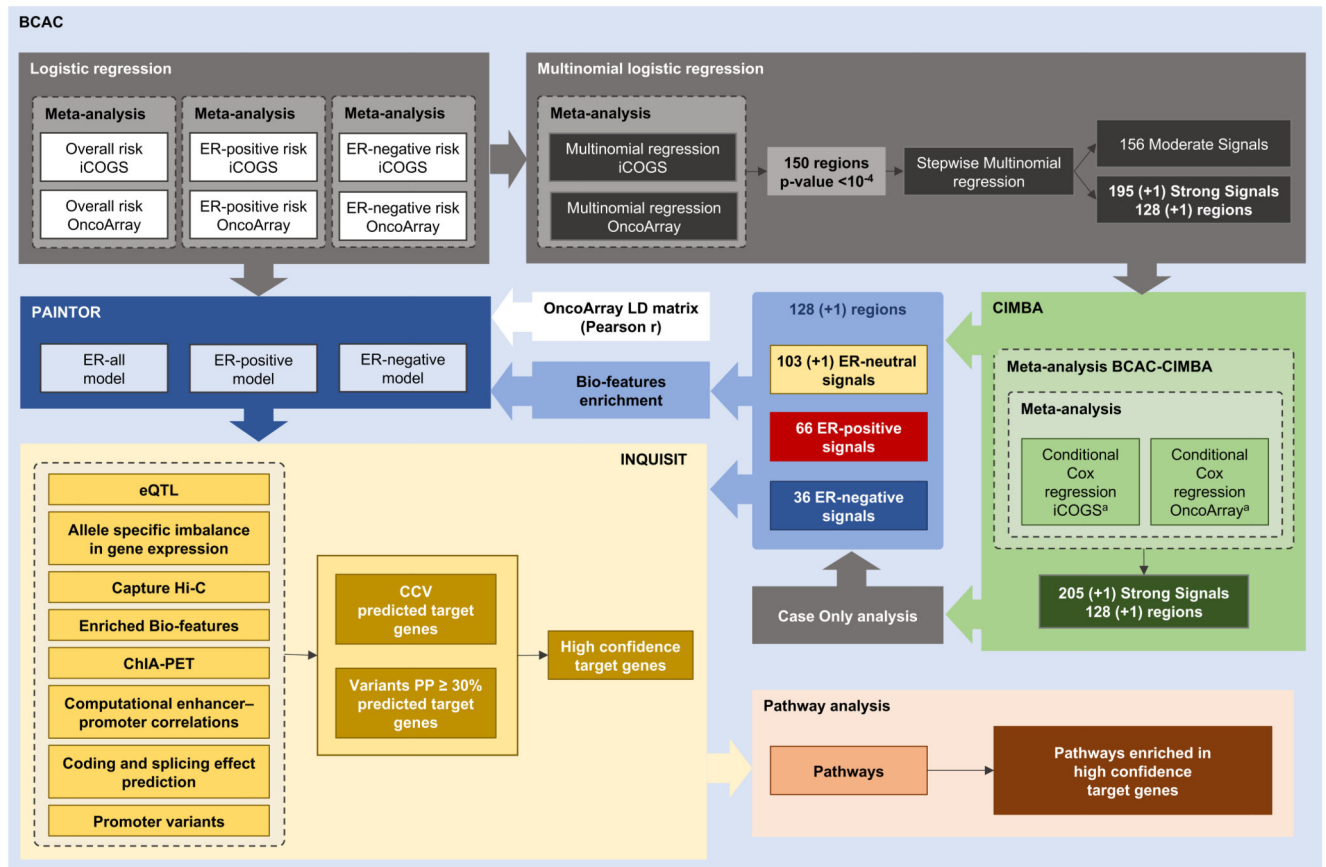 BCAC
Logistic regression
Meta-analysis
Overall risk
iCOGS
Overall risk
OncoArray
Meta-analysis
ER-positive risk
iCOGS
ER-positive risk
OncoArray
Meta-analysis
ER-negative risk
iCOGS
ER-negative risk
OncoArray
Multinomial logistic regression
Meta-analysis
Multinomial regression
iCOGS
Multinomial regression
OncoArray
150 regions
p-value <10⁻⁴
Stepwise Multinomial
regression
156 Moderate Signals
195 (+1) Strong Signals
128 (+1) regions
PAINTOR
ER-all
model
ER-positive
model
ER-negative
model
OncoArray LD matrix
(Pearson r)
Bio-features
enrichment
128 (+1) regions
103 (+1) ER-neutral
signals
66 ER-positive
signals
36 ER-negative
signals
CIMBA
Meta-analysis BCAC-CIMBA
Meta-analysis
Conditional
Cox
regression
iCOGSᵃ
Conditional
Cox
regression
OncoArrayᵃ
205 (+1) Strong Signals
128 (+1) regions
Case Only analysis
INQUISIT
eQTL
Allele specific imbalance
in gene expression
Capture Hi-C
Enriched Bio-features
ChIA-PET
Computational enhancer–
promoter correlations
Coding and splicing effect
prediction
Promoter variants
CCV
predicted target
genes
Variants PP ≥ 30%
predicted target
genes
High confidence
target genes
Pathway analysis
Pathways
Pathways enriched in
high confidence
target genes